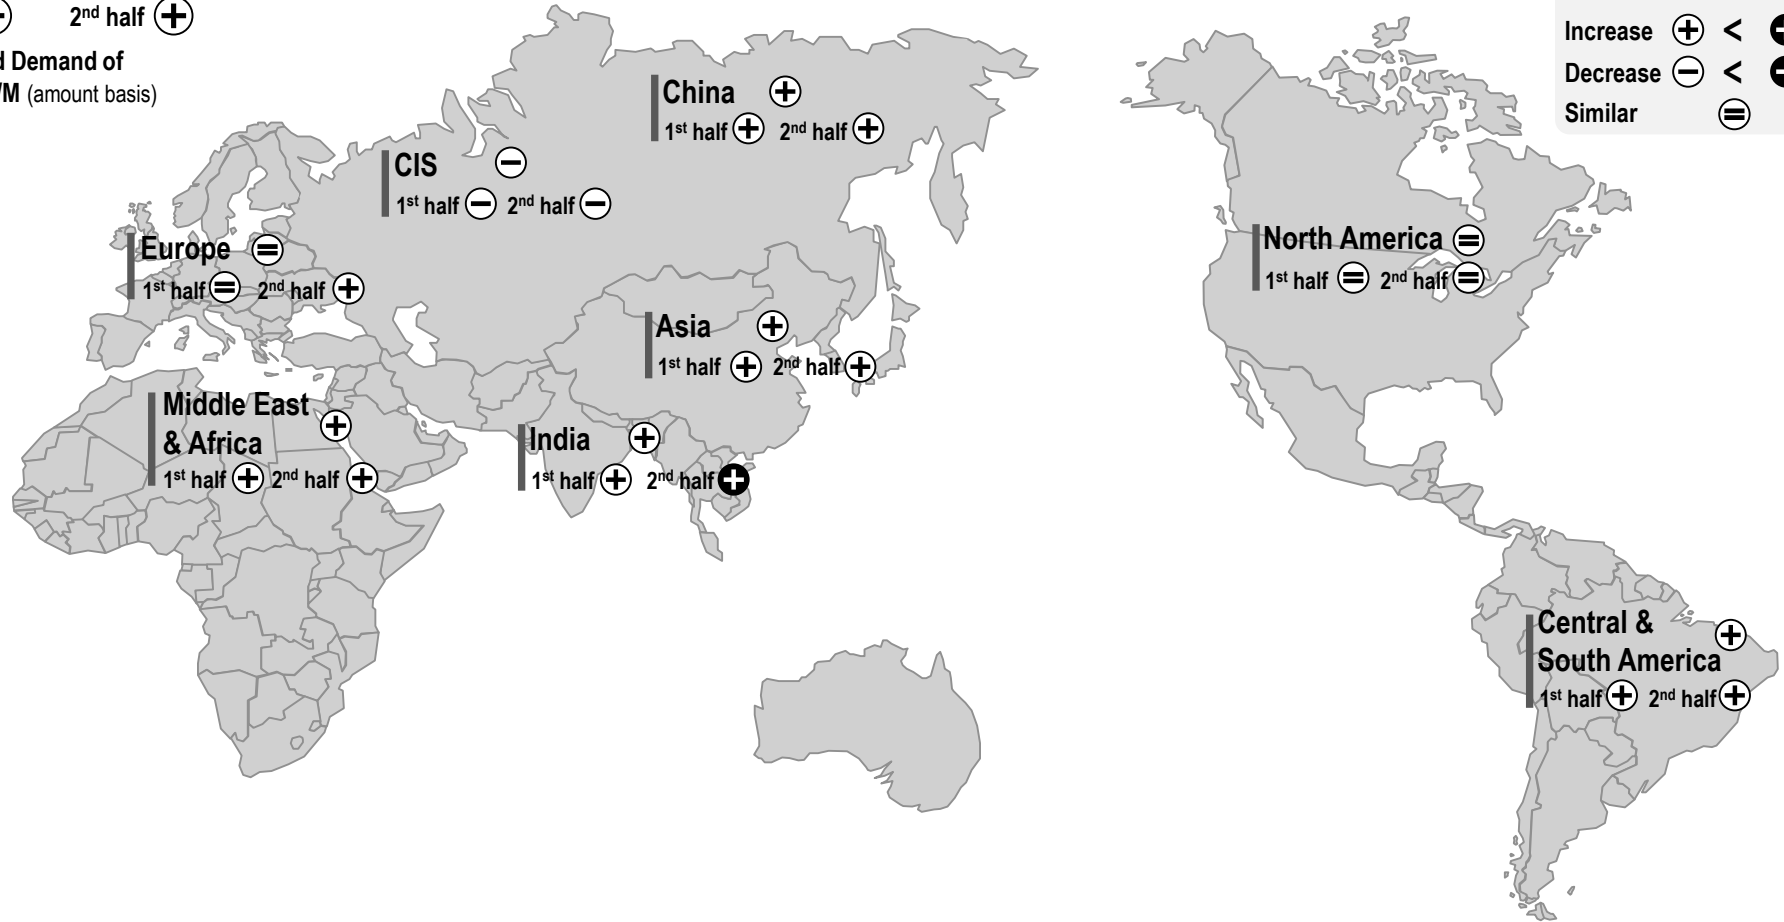 2nd half +
Demand of
(amount basis)
Increase + <
Decrease − <
Similar =
China +
1st half + 2nd half +
CIS −
1st half − 2nd half −
Europe =
1st half = 2nd half +
North America =
1st half = 2nd half =
Asia +
1st half + 2nd half +
Middle East
& Africa +
1st half + 2nd half +
India +
1st half + 2nd half +
Central &
South America +
1st half + 2nd half +